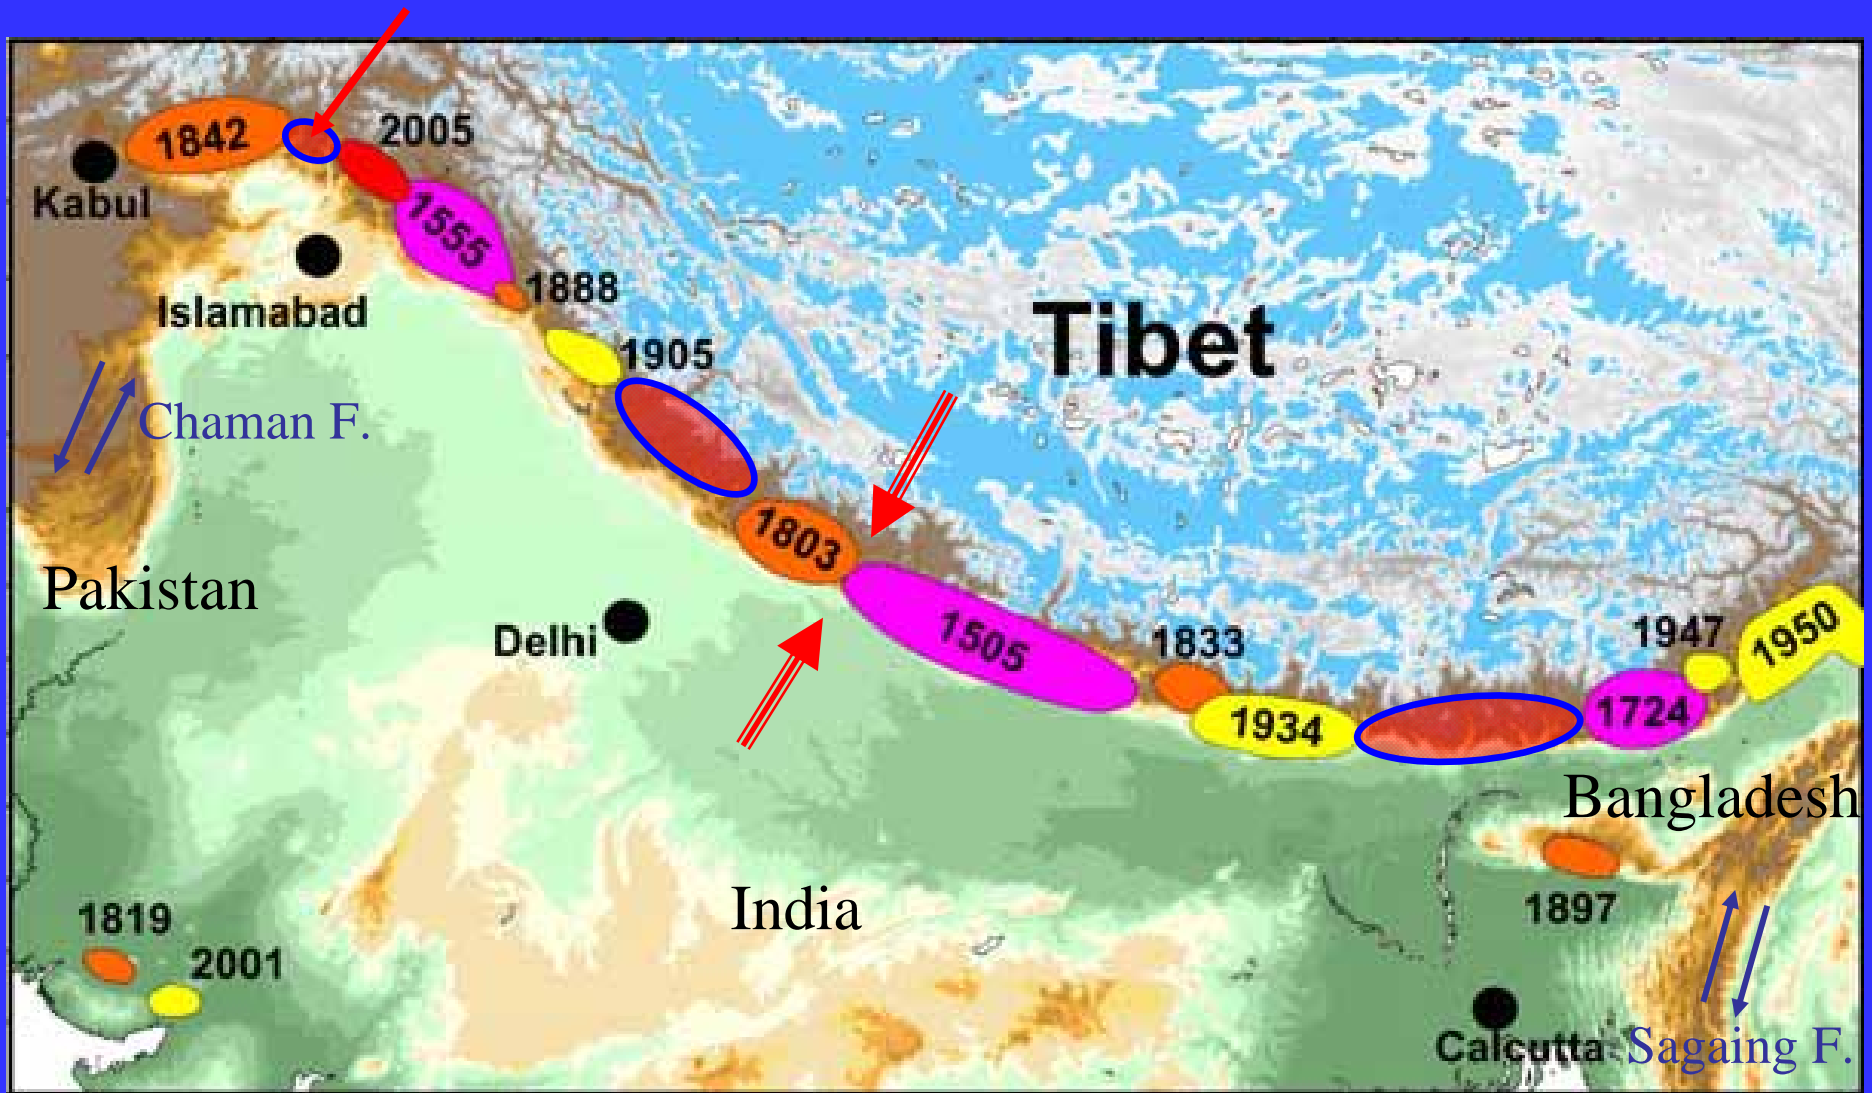 2005
1842
Kabul
1555
Islamabad
1888
1905
Tibet
Chaman F.
1803
Pakistan
Delhi
1505
1833
1947
1950
1934
1724
Bangladesh
India
1897
1819
2001
Calcutta
Sagaing F.